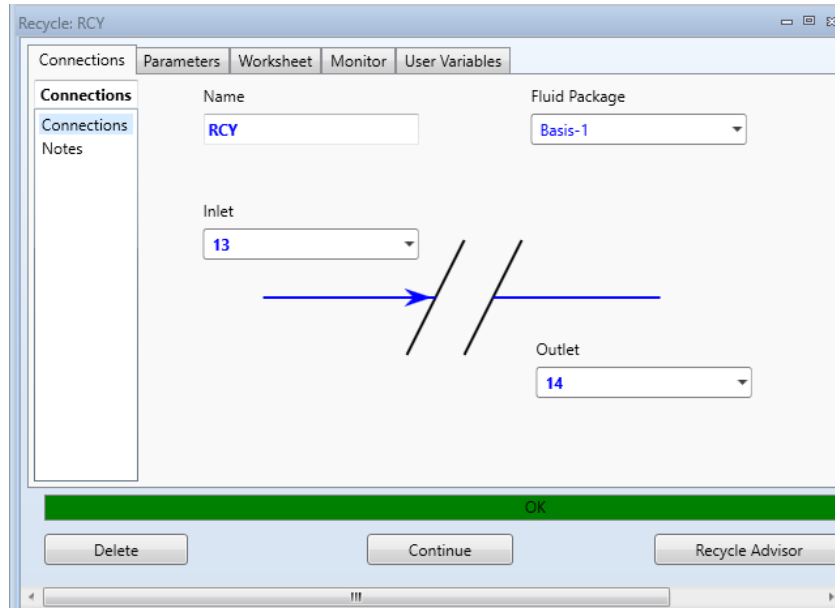 Recycle: RCY
Connections Parameters Worksheet Monitor User Variables
Connections
Connections
Notes
Name
RCY
Fluid Package
Basis-1
Inlet
13
Outlet
14
OK
Delete Continue Recycle Advisor